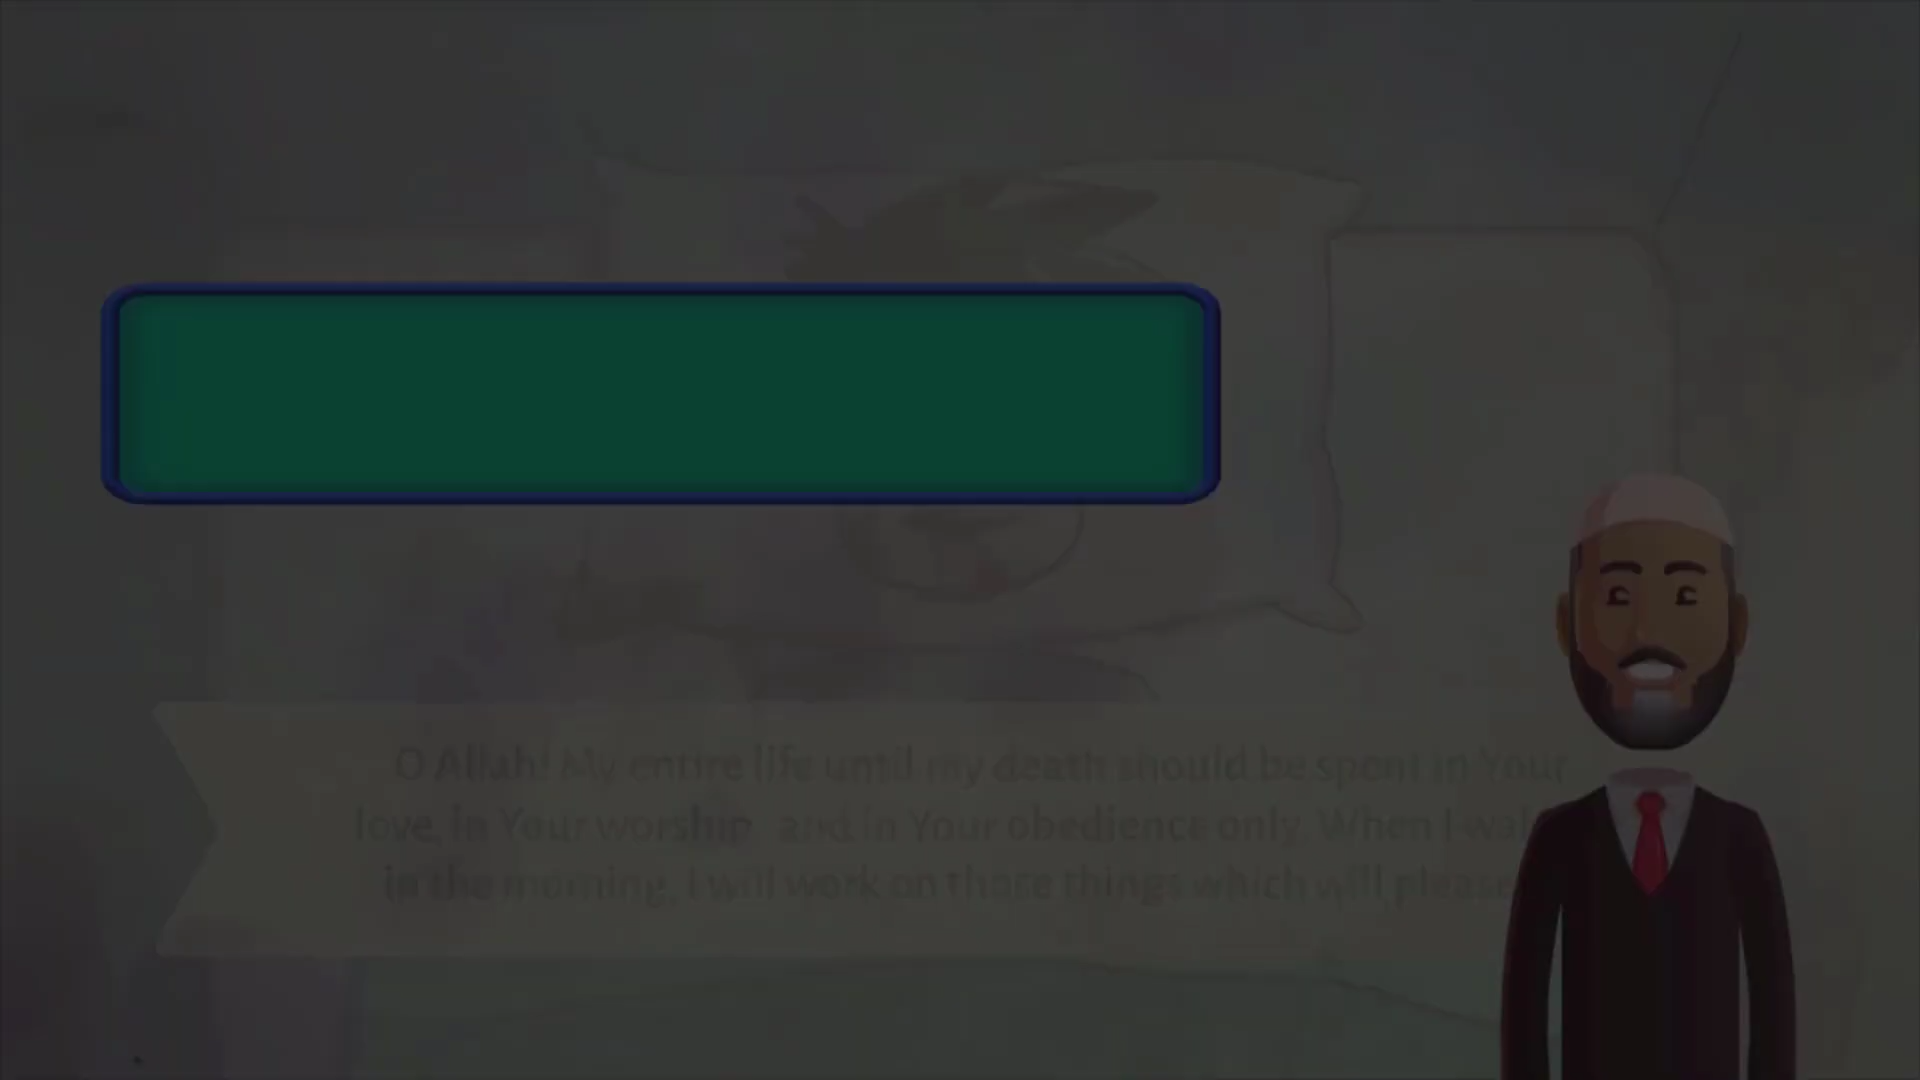 O Allah! My entire life until my death should be spent in Your
love, in Your worship and in Your obedience only. When I
in the morning, I will work on those things which will please